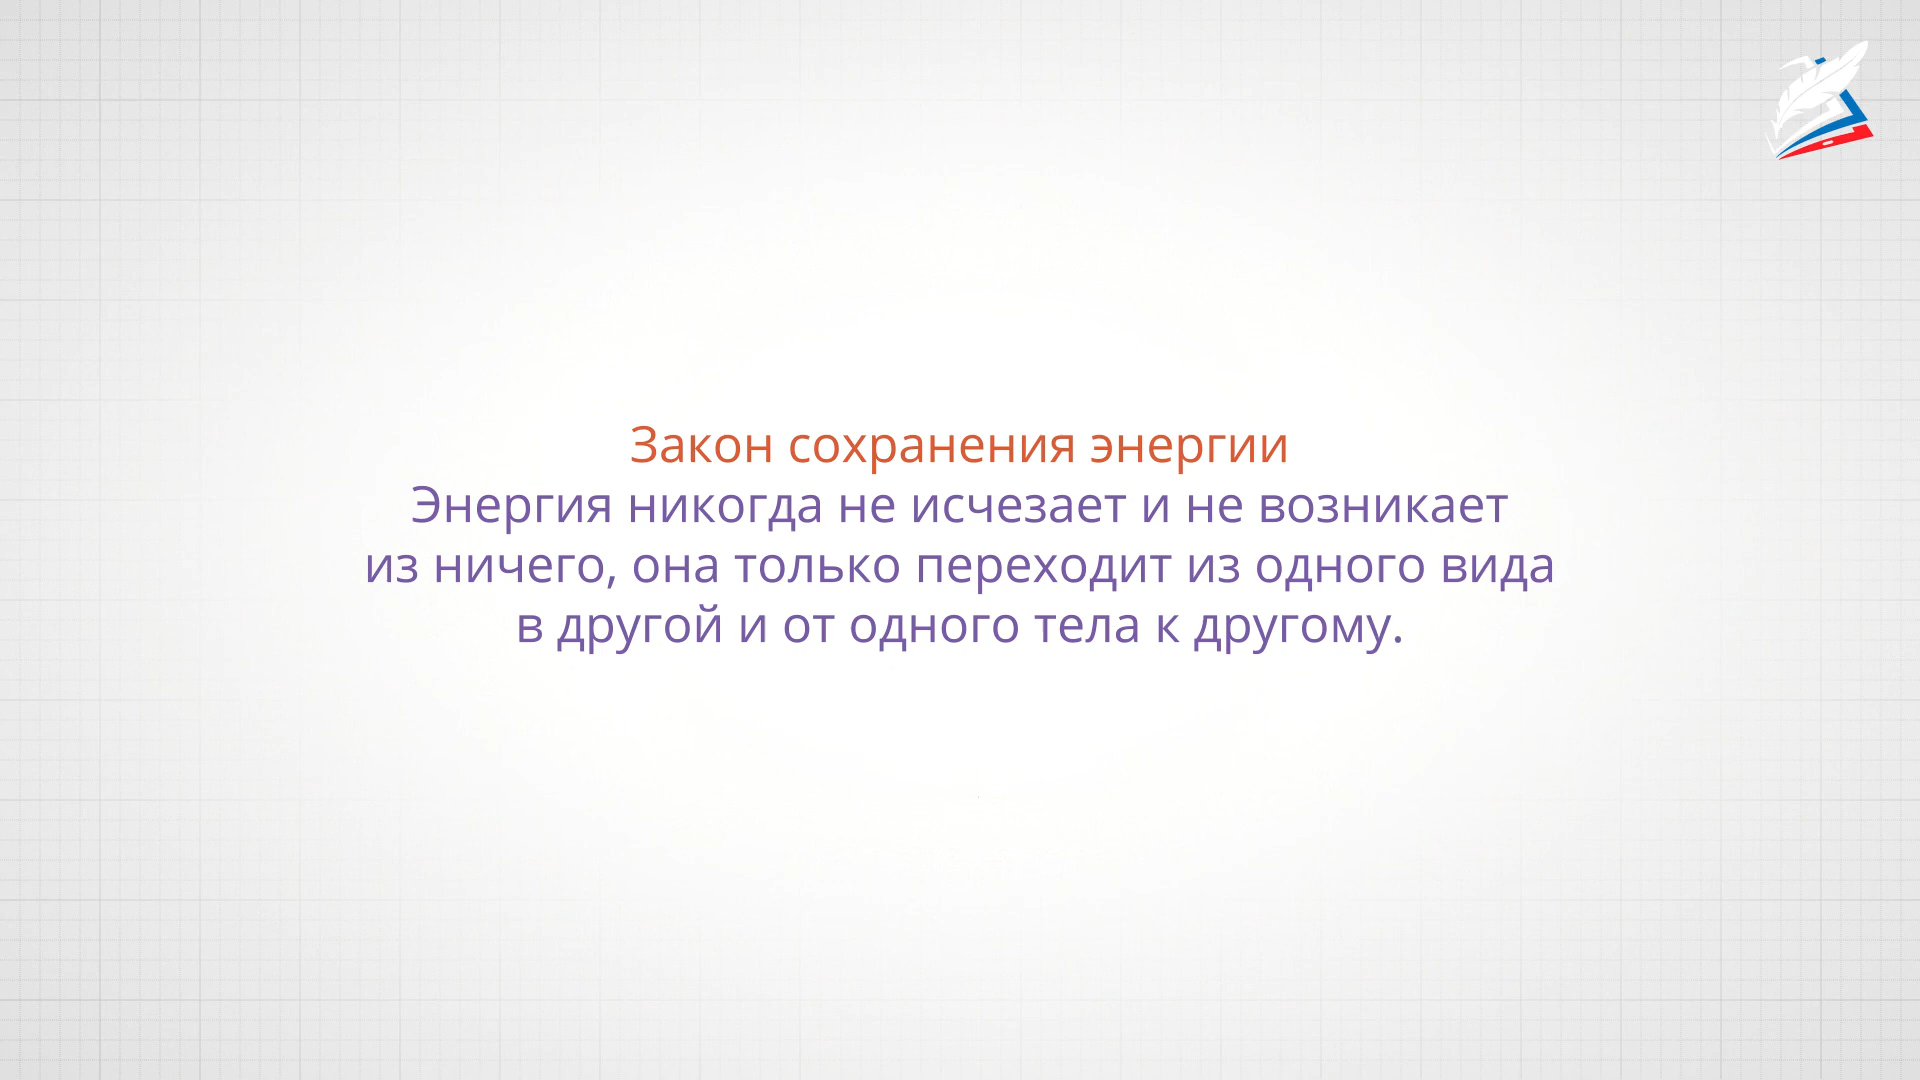 Закон сохранения энергии
Энергия никогда не исчезает и не возникает
из ничего, она только переходит из одного вида
в другой и от одного тела к другому.